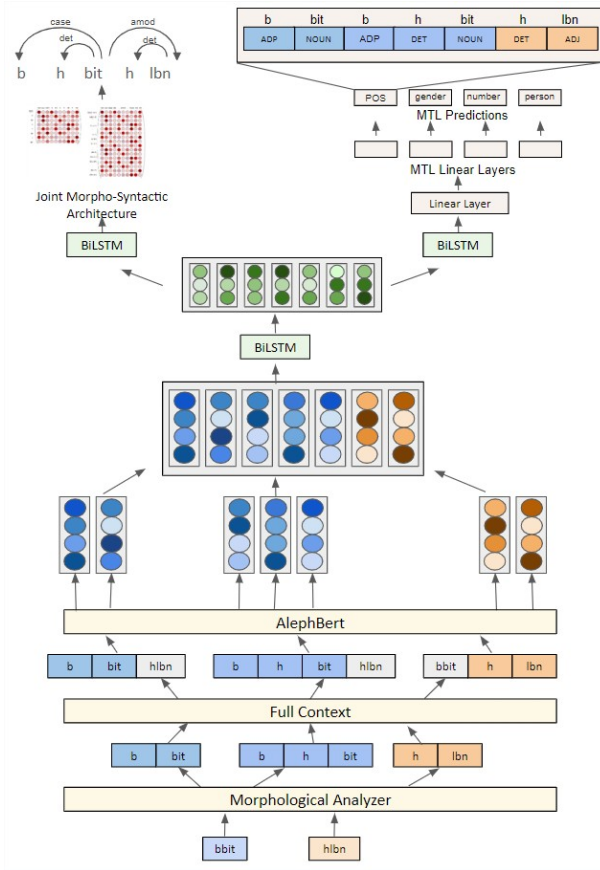 b bit b h bit h lbn
ADP NOUN ADP DET NOUN DET ADJ
case amod
det det
b h bit h lbn
POS gender number person
MTL Predictions
MTL Linear Layers
Joint Morpho-Syntactic
Architecture
Linear Layer
BiLSTM BiLSTM
BiLSTM
AlephBert
b bit hlbn b h bit hlbn bbit h lbn
Full Context
b bit b h bit h lbn
Morphological Analyzer
bbit hlbn